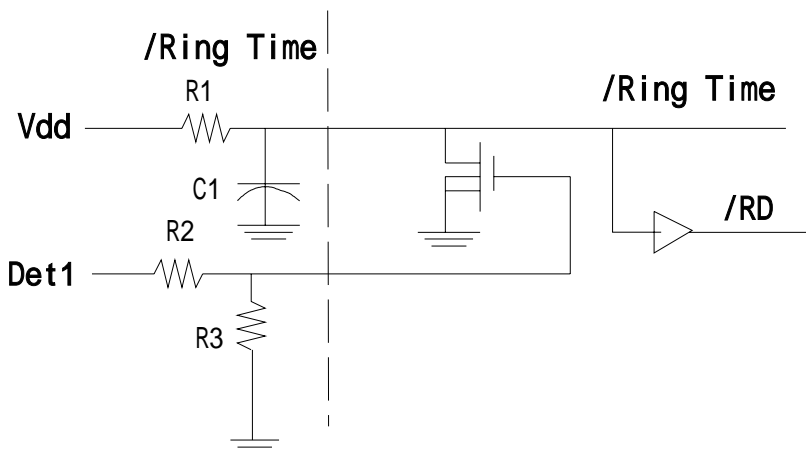 /Ring Time
R1
/Ring Time
Vdd
C1
/RD
R2
Det1
R3